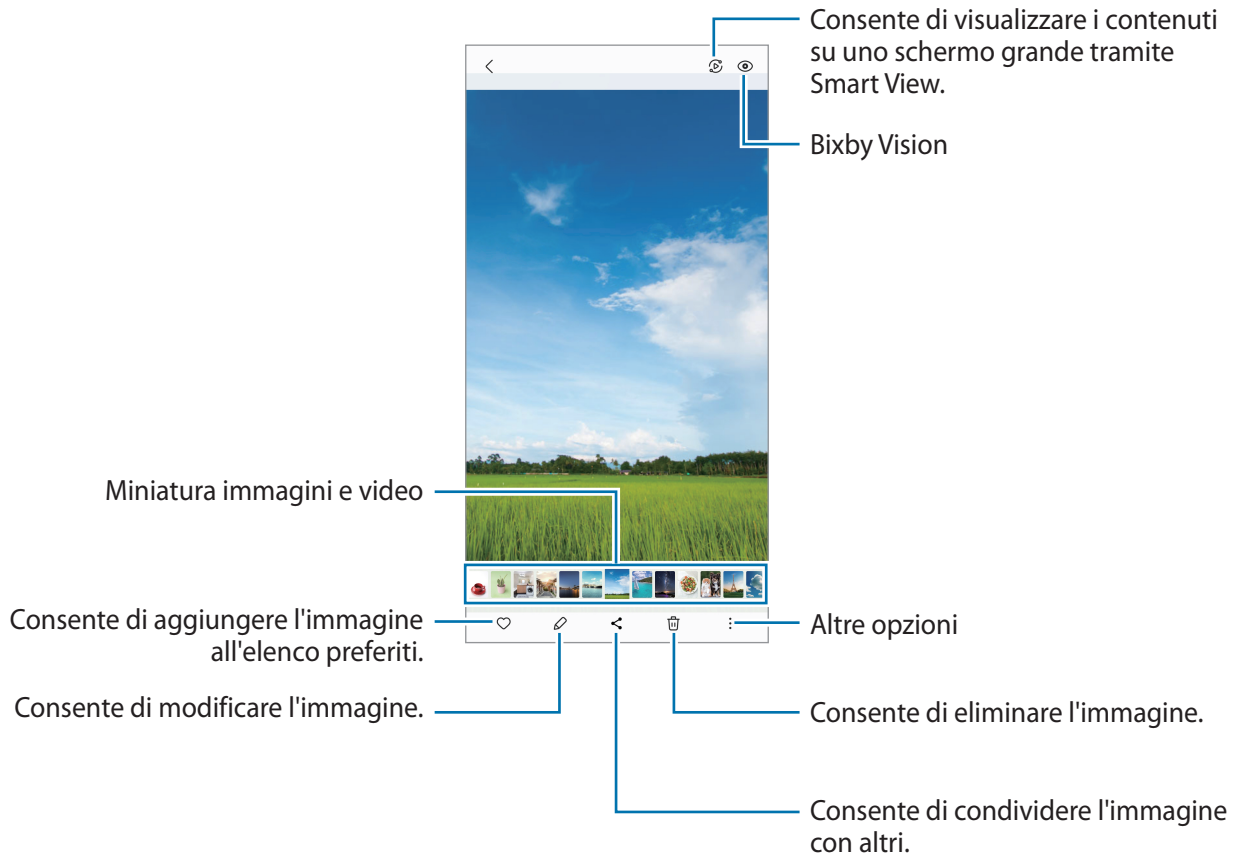 Consente di visualizzare i contenuti
su uno schermo grande tramite
Smart View.
Bixby Vision
Miniatura immagini e video
Consente di aggiungere l'immagine
all'elenco preferiti.
Altre opzioni
Consente di modificare l'immagine.
Consente di eliminare l'immagine.
Consente di condividere l'immagine
con altri.